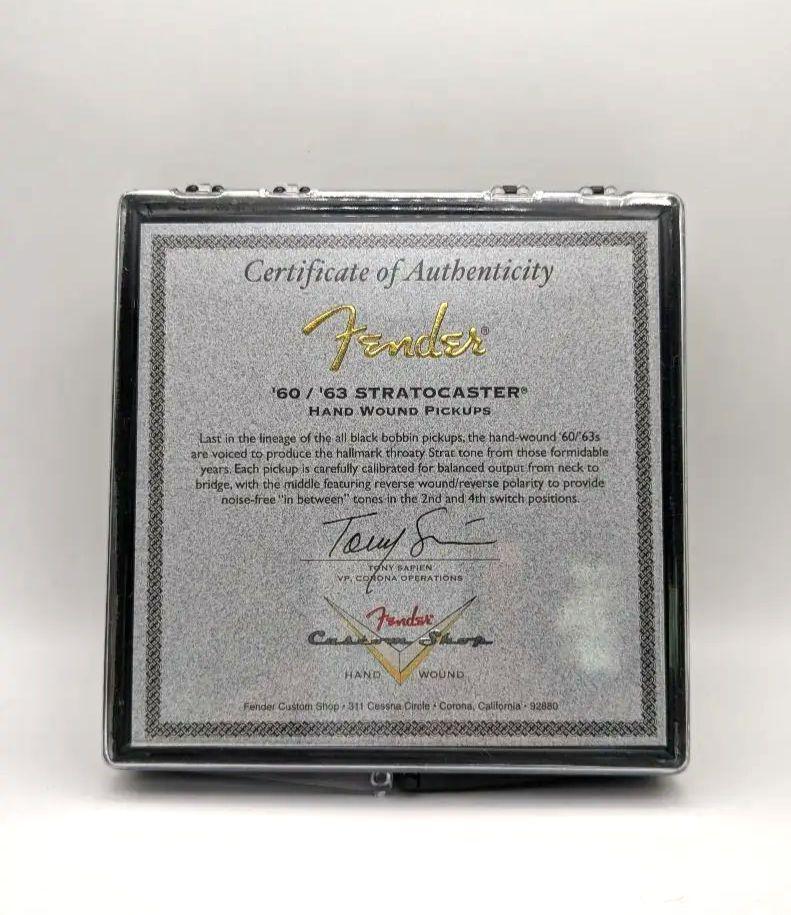 Certificate of Authenticity
Fender®
'60 / '63 STRATOCASTER®
HAND WOUND PICKUPS
Last in the lineage of the all black bobbin pickups, the hand-wound '60/'63s
are voiced to produce the hallmark throaty Strat tone from those formidable
years. Each pickup is carefully calibrated for balanced output from neck to
bridge, with the middle featuring reverse wound/reverse polarity to provide
noise-free "in between" tones in the 2nd and 4th switch positions.
TONY SAPIEN
VP, CORONA OPERATIONS
Fender
Custom Shop
HAND WOUND
Fender Custom Shop • 311 Cessna Circle • Corona, California • 92880